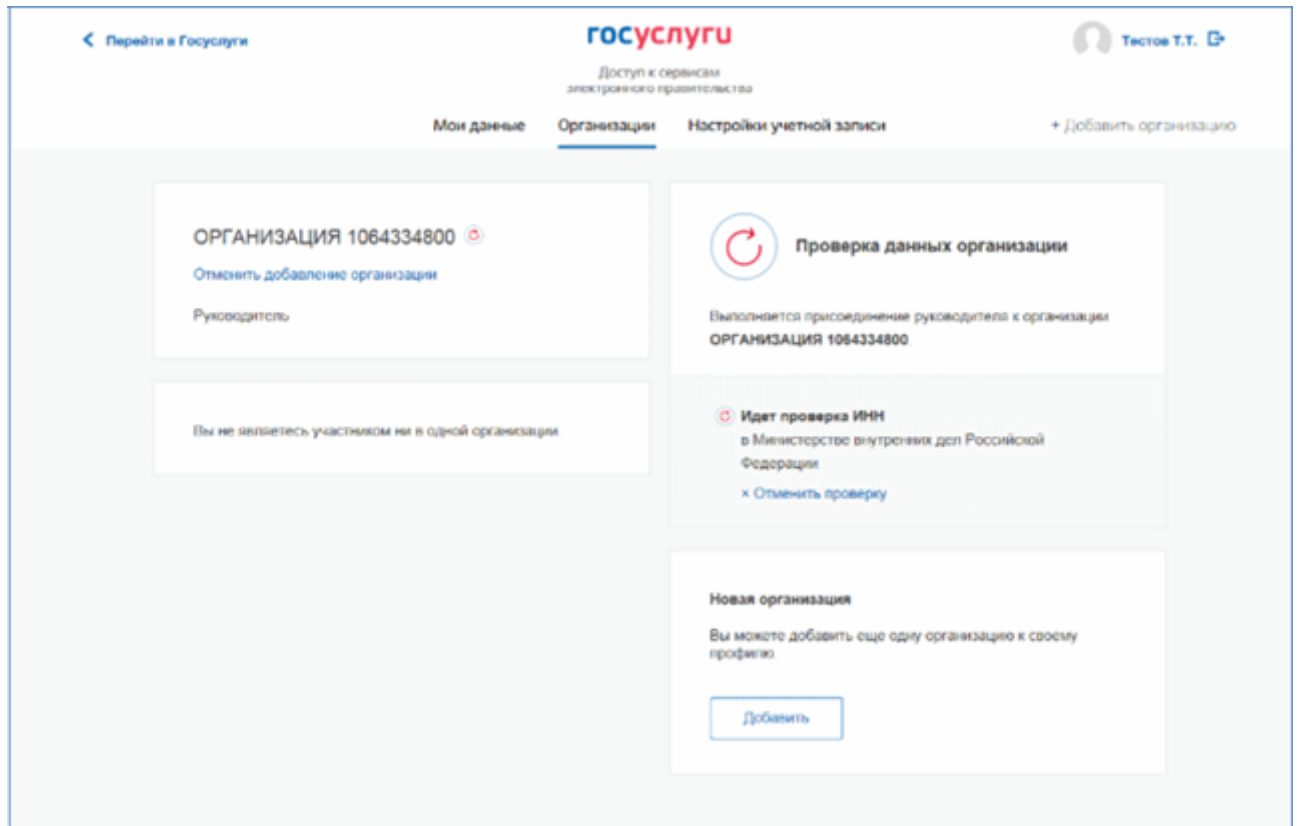 Перейти в Госуслуги
госуслуги
Тестов Т.Т.
Доступ к сервисам
электронного правительства
Мои данные
Организации
Настройки учетной записи
+ Добавить организацию
ОРГАНИЗАЦИЯ 1064334800
Отменить добавление организации
Руководитель
Вы не являетесь участником ни в одной организации.
Проверка данных организации
Выполняется присоединение руководителя к организации
ОРГАНИЗАЦИЯ 1064334800.
Идет проверка ИНН
в Министерстве внутренних дел Российской
Федерации
× Отменить проверку
Новая организация
Вы можете добавить еще одну организацию к своему
профилю.
Добавить